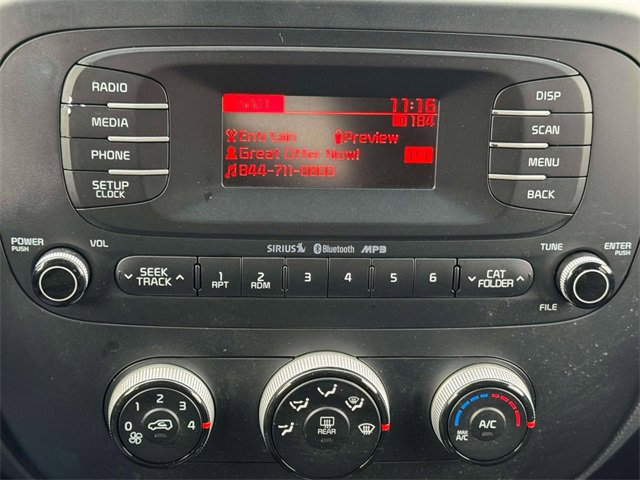 RADIO
MEDIA
PHONE
SETUP
CLOCK
11:16
184
Entrtain Preview
Great Offer Now!
844-711-8800
DISP
SCAN
MENU
BACK
POWER
PUSH
VOL
SIRIUS Bluetooth MP3
TUNE
ENTER
PUSH
SEEK
TRACK
1
RPT
2
RDM
3
4
5
6
CAT
FOLDER
FILE
0 1 2 3 4
REAR
MAX
A/C
A/C